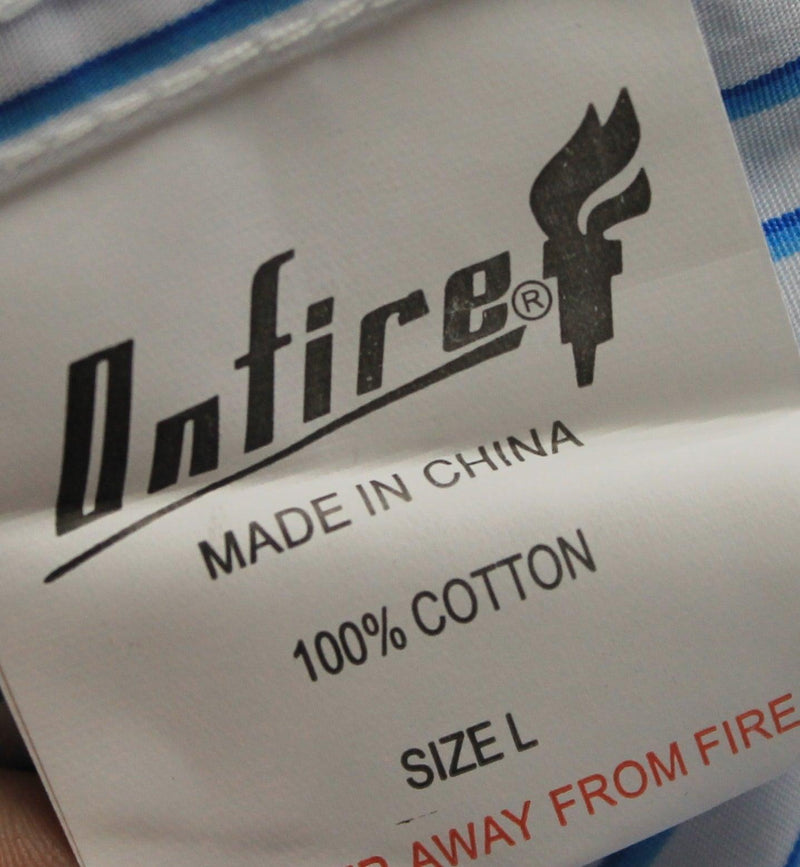 Onfire®
MADE IN CHINA
100% COTTON
SIZE L
AWAY FROM FIRE